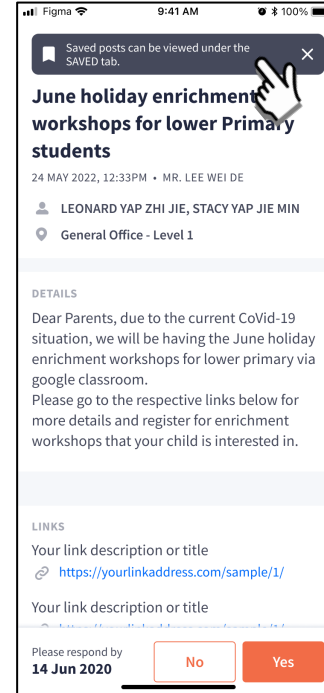 Figma 9:41 AM 100%
Saved posts can be viewed under the
SAVED tab.
June holiday enrichment
workshops for lower Primary
students
24 MAY 2022, 12:33PM • MR. LEE WEI DE
LEONARD YAP ZHI JIE, STACY YAP JIE MIN
General Office - Level 1
DETAILS
Dear Parents, due to the current CoVid-19
situation, we will be having the June holiday
enrichment workshops for lower primary via
google classroom.
Please go to the respective links below for
more details and register for enrichment
workshops that your child is interested in.
LINKS
Your link description or title
https://yourlinkaddress.com/sample/1/
Your link description or title
Please respond by
14 Jun 2020
No
Yes